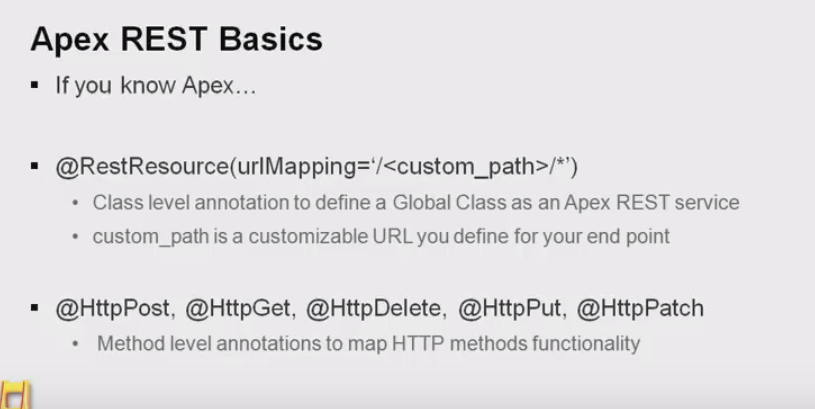 Apex REST Basics
▪ If you know Apex…
▪ @RestResource(urlMapping=‘/<custom_path>/*’)
• Class level annotation to define a Global Class as an Apex REST service
• custom_path is a customizable URL you define for your end point
▪ @HttpPost, @HttpGet, @HttpDelete, @HttpPut, @HttpPatch
• Method level annotations to map HTTP methods functionality